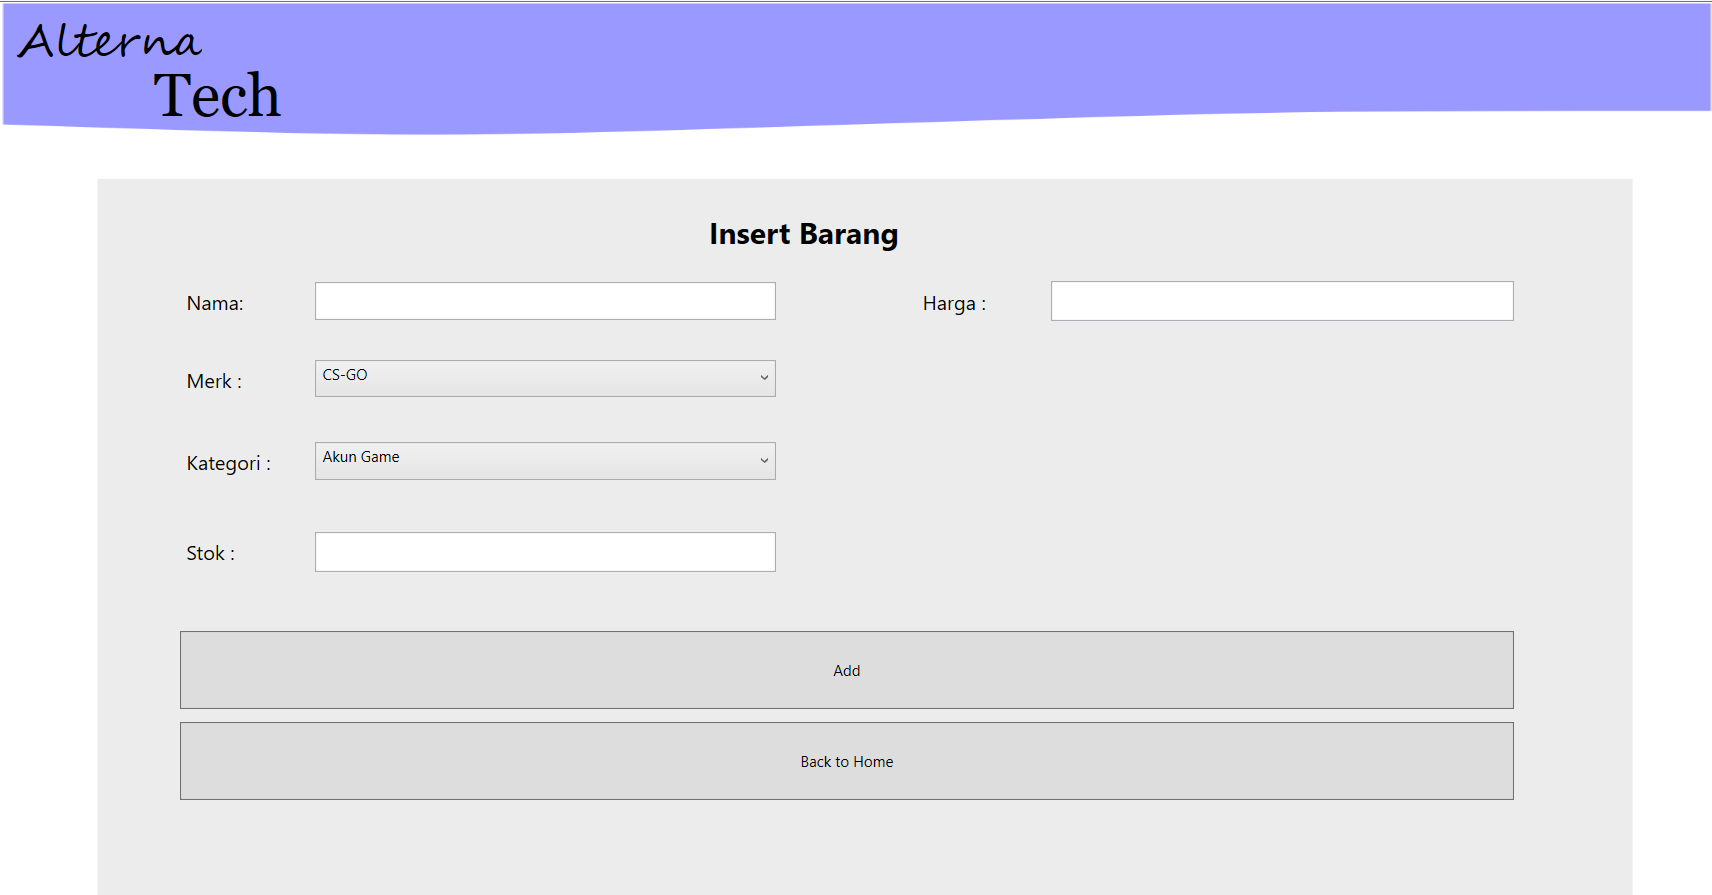 Alterna
Tech
Insert Barang
Nama:
Harga :
Merk :
CS-GO
Kategori :
Akun Game
Stok :
Add
Back to Home